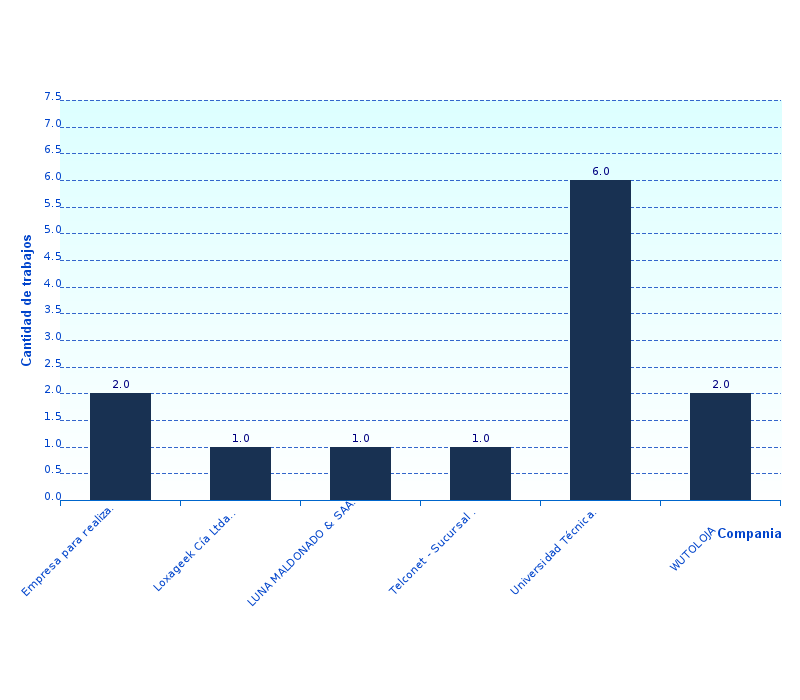 7.5
7.0
6.5
6.0
5.5
5.0
4.5
4.0
3.5
3.0
2.5
2.0
1.5
1.0
0.5
0.0
Cantidad de trabajos
2.0
1.0
1.0
1.0
6.0
2.0
Empresa para realiza.
Loxageek Cia Ltda..
LUNA MALDONADO & SAA.
Telconet - Sucursal .
Universidad Técnica.
WUTOLOJA
Compania